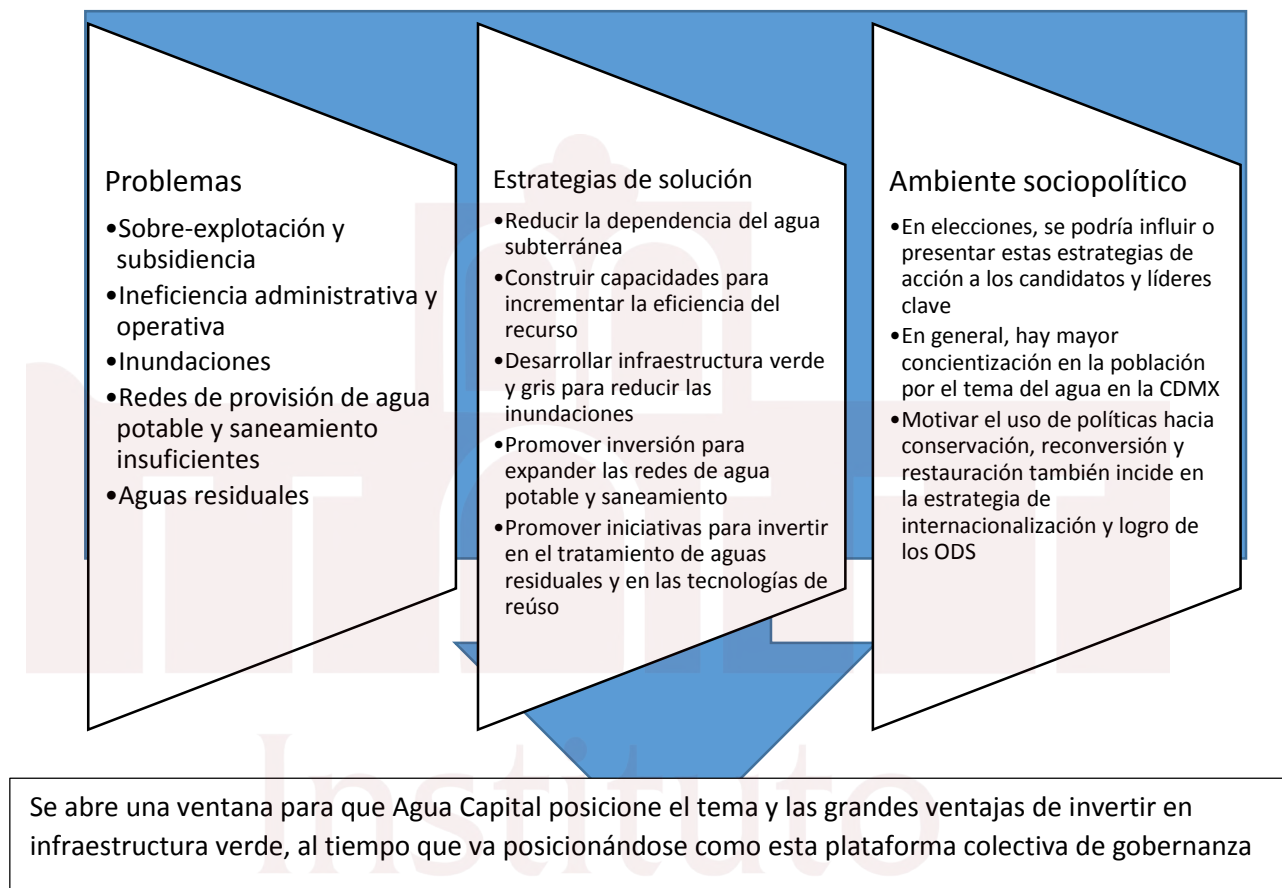 Problemas
•Sobre-explotación y
subsidiencia
•Ineficiencia administrativa y
operativa
•Inundaciones
•Redes de provisión de agua
potable y saneamiento
insuficientes
•Aguas residuales
Estrategias de solución
•Reducir la dependencia del agua
subterránea
•Construir capacidades para
incrementar la eficiencia del
recurso
•Desarrollar infraestructura verde
y gris para reducir las
inundaciones
•Promover inversión para
expander las redes de agua
potable y saneamiento
•Promover iniciativas para invertir
en el tratamiento de aguas
residuales y en las tecnologías de
reúso
Ambiente sociopolítico
•En elecciones, se podría influir o
presentar estas estrategias de
acción a los candidatos y líderes
clave
•En general, hay mayor
concientización en la población
por el tema del agua en la CDMX
•Motivar el uso de políticas hacia
conservación, reconversión y
restauración también incide en
la estrategia de
internacionalización y logro de
los ODS
Instituto
Se abre una ventana para que Agua Capital posicione el tema y las grandes ventajas de invertir en
infraestructura verde, al tiempo que va posicionándose como esta plataforma colectiva de gobernanza